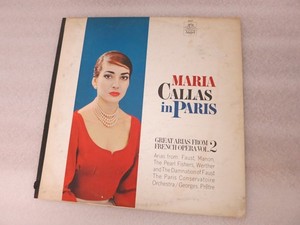 MARIA
CALLAS
in PARIS
GREAT ARIAS FROM
FRENCH OPERA VOL. 2
Arias from: Faust, Manon,
The Pearl Fishers, Werther
and The Damnation of Faust
The Paris Conservatoire
Orchestra/Georges Prêtre